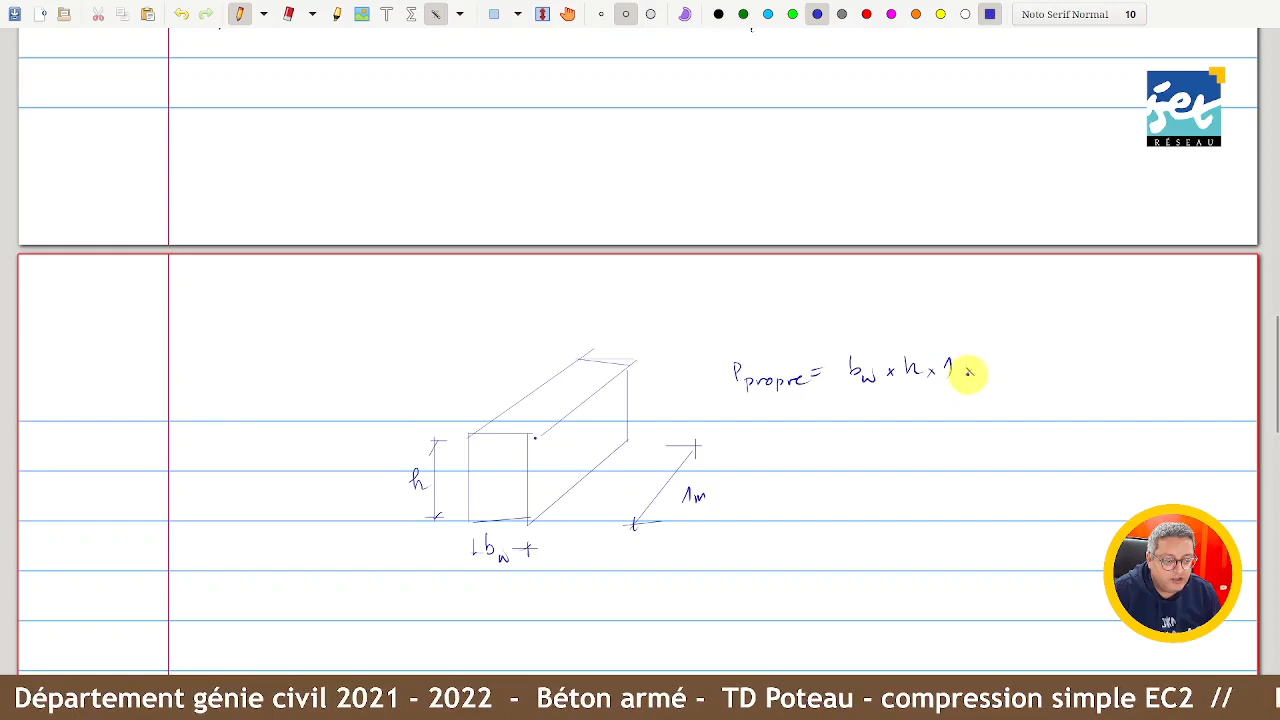 Noto Serif Normal 10
iset
RÉSEAU
Ppropre = bw × h × 1 ×
h
1m
bw
Département génie civil 2021 - 2022 - Béton armé - TD Poteau - compression simple EC2 //